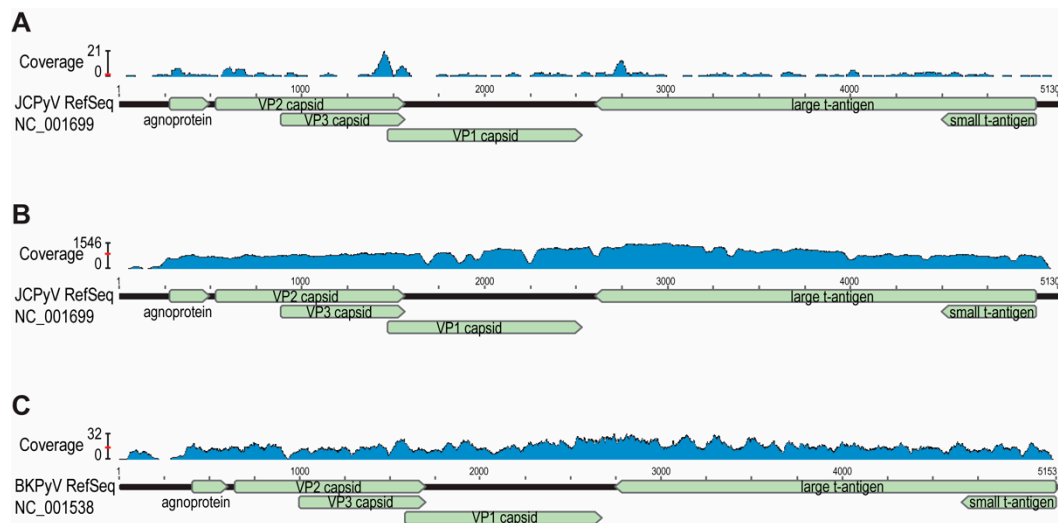 A
Coverage 21
0
1 1000 2000 3000 4000 5130
JCPyV RefSeq VP2 capsid large t-antigen
agnoprotein
NC_001699 VP3 capsid small t-antigen
VP1 capsid
B
Coverage 1546
0
1 1000 2000 3000 4000 5130
JCPyV RefSeq VP2 capsid large t-antigen
agnoprotein
NC_001699 VP3 capsid small t-antigen
VP1 capsid
C
Coverage 32
0
1 1000 2000 3000 4000 5153
BKPyV RefSeq VP2 capsid large t-antigen
agnoprotein
NC_001538 VP3 capsid small t-antigen
VP1 capsid